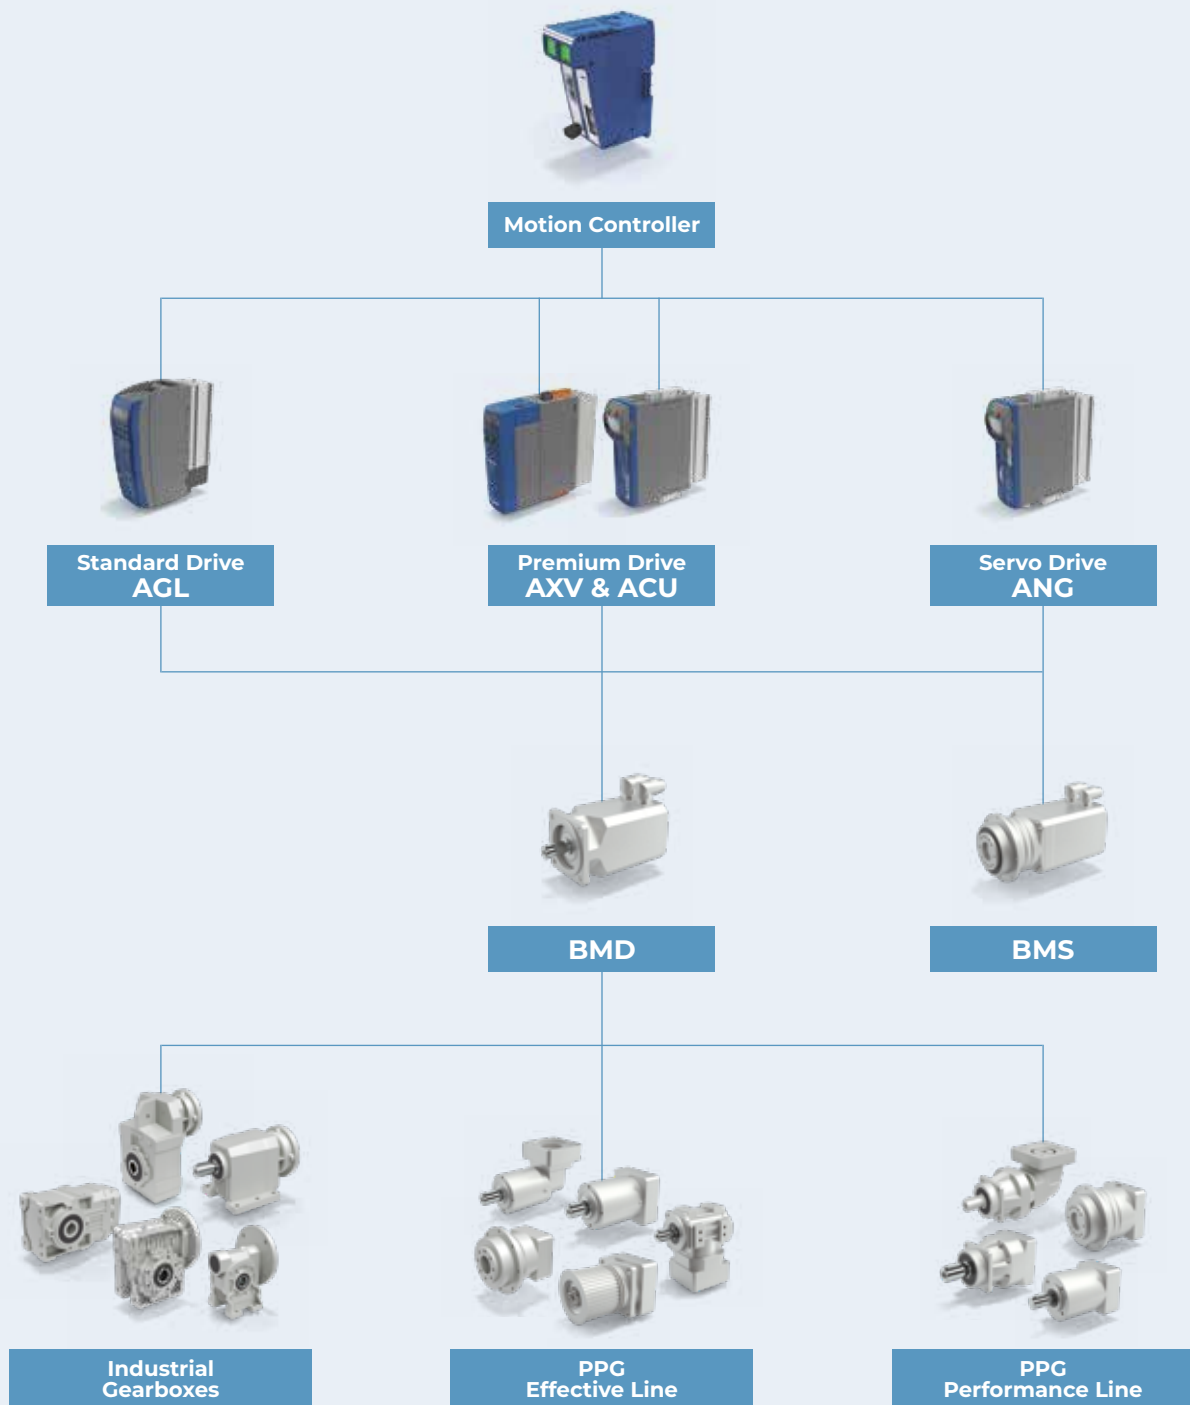 Motion Controller
Standard Drive
AGL
Premium Drive
AXV & ACU
Servo Drive
ANG
BMD
BMS
Industrial
Gearboxes
PPG
Effective Line
PPG
Performance Line